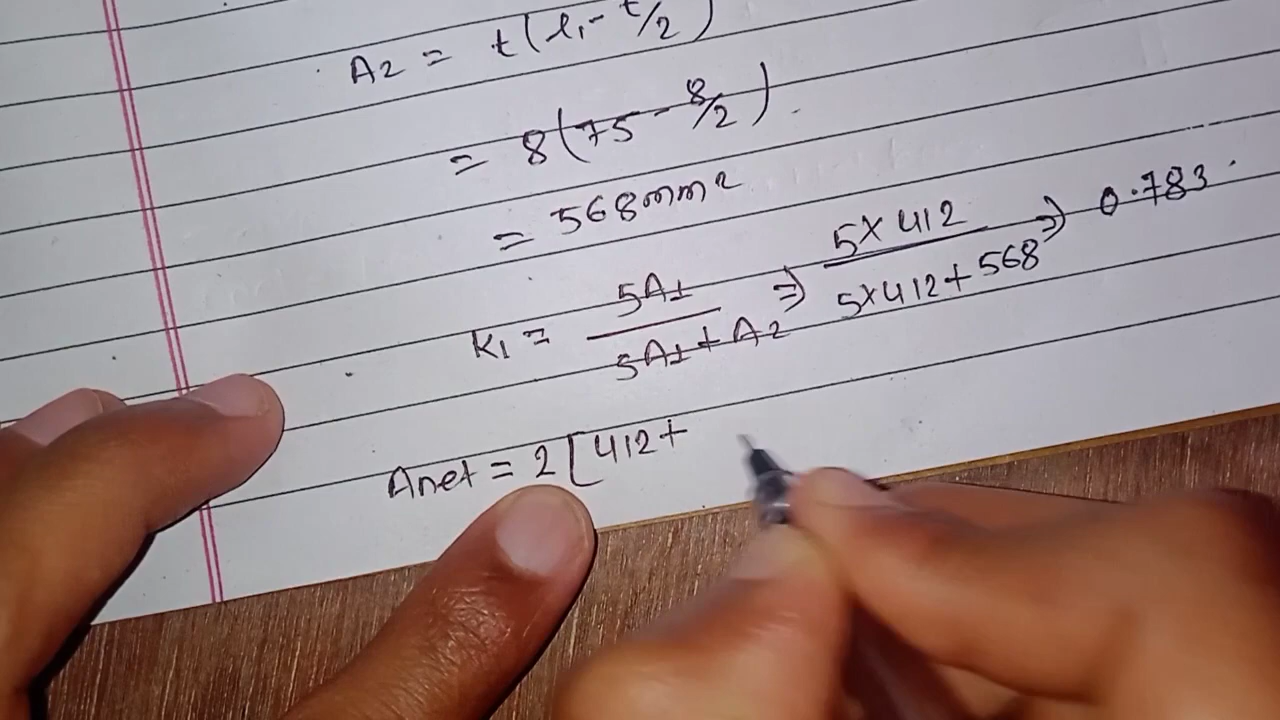 A2 = t(l1 - t/2)
= 8(75 - 8/2)
= 568mm2
K1 = 5A1/5A1+A2 ⇒ 5×412/5×412+568 ⇒ 0.783.
Anet = 2[412+